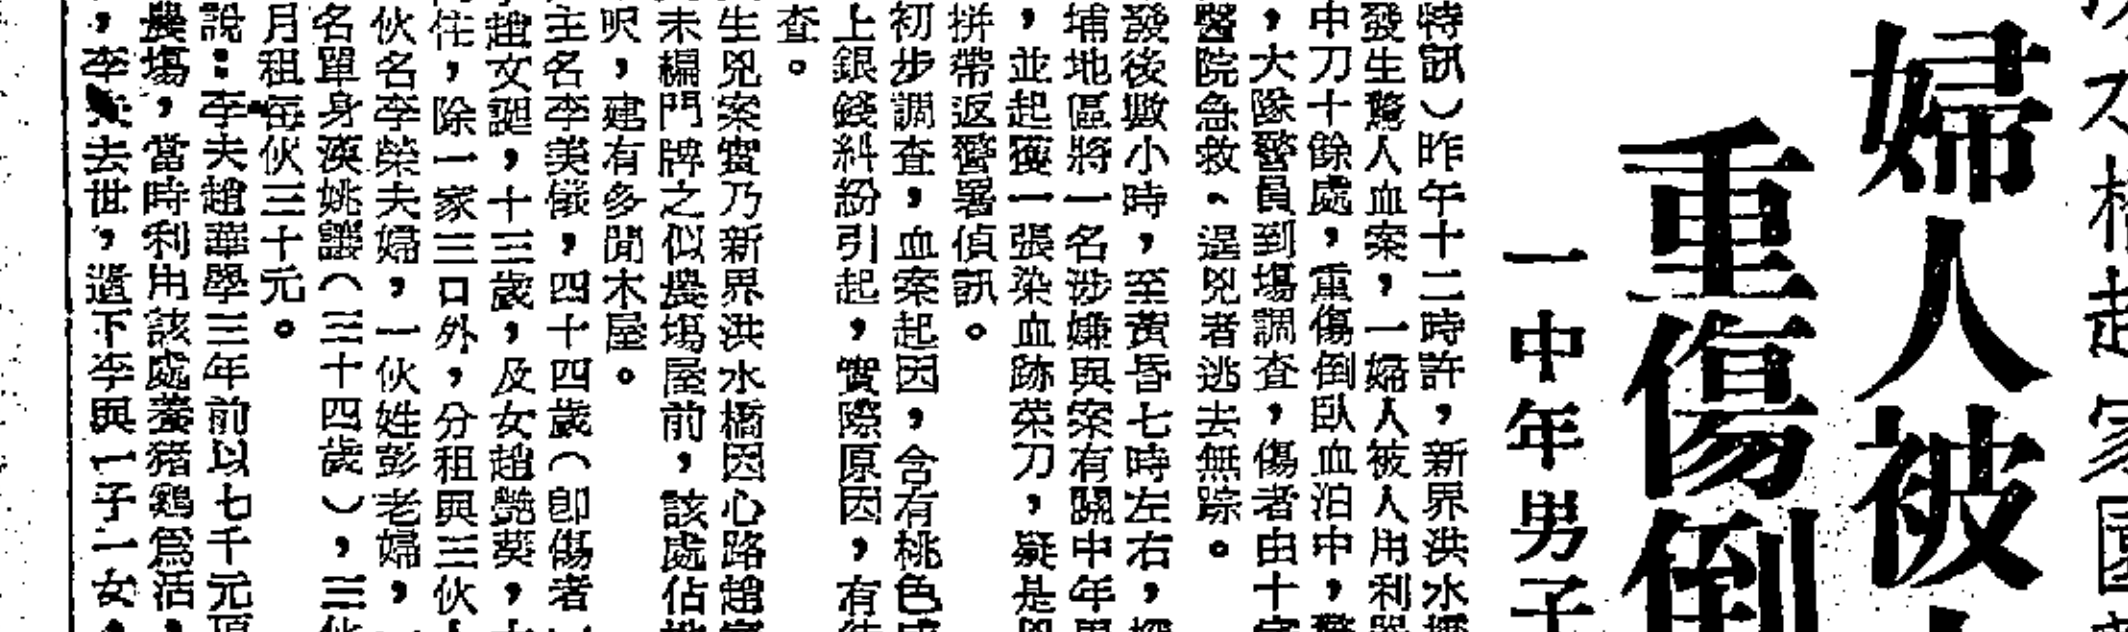 婦人被
重傷倒
一中年男子
特訊）昨午十二時許，新界洪水
發生驚人血案，一婦人被人用利
中刀十餘處，重傷倒臥血泊中，
，大隊警員到場調查，傷者由十
醫院急救、逞兇者逃去無踪。
發後數小時，至黃昏七時左右，
埔地區將一名涉嫌與案有關中年
，並起獲一張染血跡菜刀，疑是
拼帶返警署偵訊。
初步調查，血案起因，含有桃色
上銀錢糾紛引起，實際原因，有
查。
生兇案實乃新界洪水橋因心路趙
未編門牌之似農塲屋前，該處佔
呎，建有多間木屋。
主名李美儀，四十四歲（卽傷者
趙文誕，十三歲，及女趙艷葵，
住，除一家三口外，分租與三伙
伙名李榮夫婦，一伙姓彭老婦，
名單身漢姚議（三十四歲），三
月租每伙三十元。
說：李夫趙華學三年前以七千元
農塲，當時利用該處養猪鷄爲活，
，李夫去世，遺下李與一子一女，